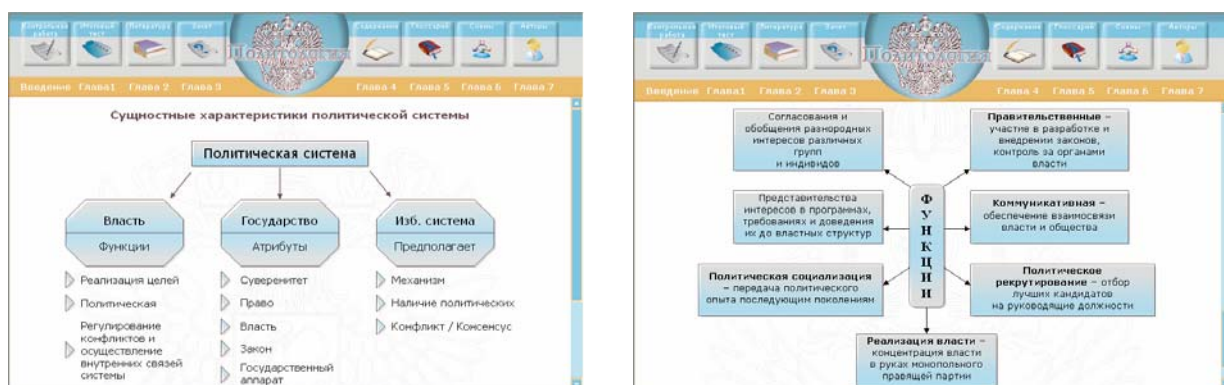 Контрольная работа
Итоговый тест
Литература
Зачет
Политология
Содержание
Глоссарий
Схемы
Авторы
Введение Глава1 Глава 2 Глава 3
Глава 4 Глава 5 Глава 6 Глава 7
Сущностные характеристики политической системы
Политическая система
Власть
Функции
Реализация целей
Политическая
Регулирование
конфликтов и
осуществление
внутренних связей
системы
Государство
Атрибуты
Суверенитет
Право
Власть
Закон
Государственный
аппарат
Изб. система
Предполагает
Механизм
Наличие политических
Конфликт / Консенсус
Контрольная работа
Итоговый тест
Литература
Зачет
Политология
Содержание
Глоссарий
Схемы
Авторы
Введение Глава1 Глава 2 Глава 3
Глава 4 Глава 5 Глава 6 Глава 7
Согласования и
обобщения разнородных
интересов различных
групп
и индивидов
Правительственные –
участие в разработке и
внедрении законов,
контроль за органами
власти
Представительства
интересов в программах,
требованиях и доведения
их до властных структур
ФУНКЦИИ
Коммуникативная –
обеспечение взаимосвязи
власти и общества
Политическая социализация
– передача политического
опыта последующим поколениям
Политическое
рекрутирование – отбор
лучших кандидатов
на руководящие должности
Реализация власти –
концентрация власти
в руках монопольного
правящей партии